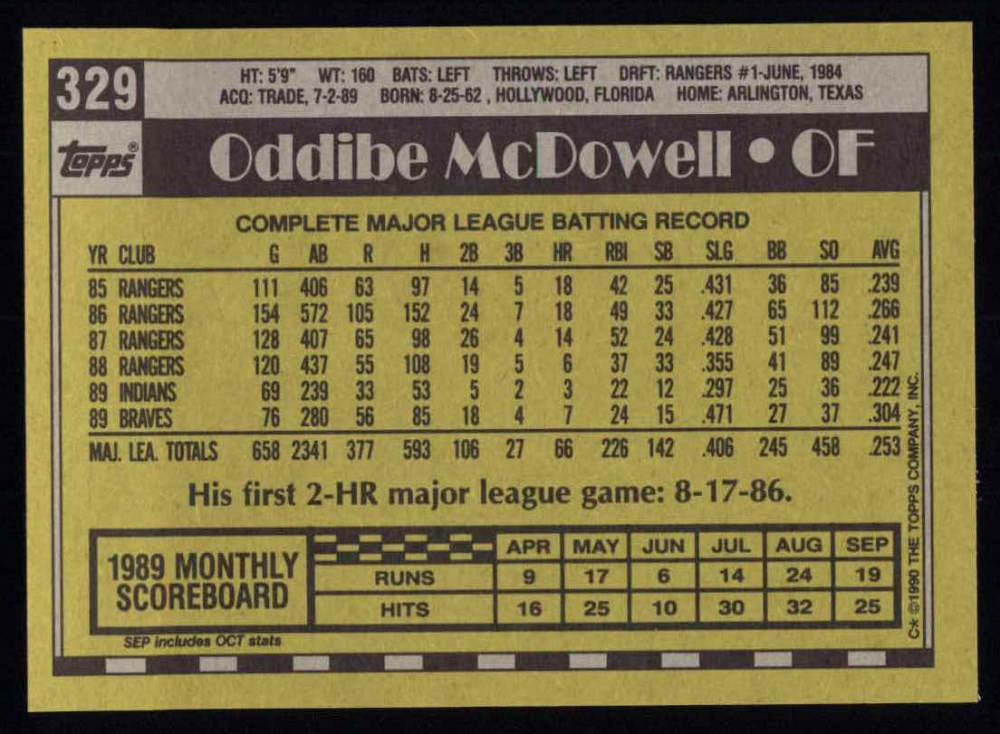 329
HT: 5'9" WT: 160 BATS: LEFT THROWS: LEFT DRFT: RANGERS #1-JUNE, 1984
ACQ: TRADE, 7-2-89 BORN: 8-25-62 , HOLLYWOOD, FLORIDA HOME: ARLINGTON, TEXAS
topps®
Oddibe McDowell • OF
COMPLETE MAJOR LEAGUE BATTING RECORD
YR CLUB G AB R H 2B 3B HR RBI SB SLG BB SO AVG
85 RANGERS 111 406 63 97 14 5 18 42 25 .431 36 85 .239
86 RANGERS 154 572 105 152 24 7 18 49 33 .427 65 112 .266
87 RANGERS 128 407 65 98 26 4 14 52 24 .428 51 99 .241
88 RANGERS 120 437 55 108 19 5 6 37 33 .355 41 89 .247
89 INDIANS 69 239 33 53 5 2 3 22 12 .297 25 36 .222
89 BRAVES 76 280 56 85 18 4 7 24 15 .471 27 37 .304
MAJ. LEA. TOTALS 658 2341 377 593 106 27 66 226 142 .406 245 458 .253
His first 2-HR major league game: 8-17-86.
1989 MONTHLY
SCOREBOARD
APR MAY JUN JUL AUG SEP
RUNS 9 17 6 14 24 19
HITS 16 25 10 30 32 25
SEP includes OCT stats
C* ©1990 THE TOPPS COMPANY, INC.